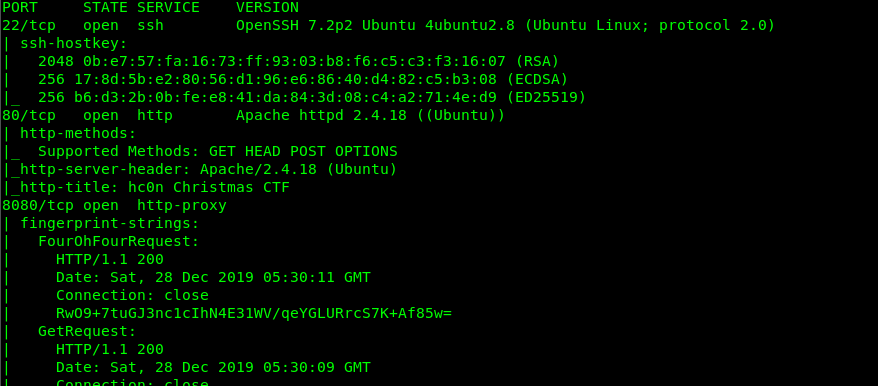 PORT     STATE SERVICE    VERSION
22/tcp   open  ssh        OpenSSH 7.2p2 Ubuntu 4ubuntu2.8 (Ubuntu Linux; protocol 2.0)
| ssh-hostkey:
|   2048 0b:e7:57:fa:16:73:ff:93:03:b8:f6:c5:c3:f3:16:07 (RSA)
|   256 17:8d:5b:e2:80:56:d1:96:e6:86:40:d4:82:c5:b3:08 (ECDSA)
|_  256 b6:d3:2b:0b:fe:e8:41:da:84:3d:08:c4:a2:71:4e:d9 (ED25519)
80/tcp   open  http       Apache httpd 2.4.18 ((Ubuntu))
| http-methods:
|_  Supported Methods: GET HEAD POST OPTIONS
|_http-server-header: Apache/2.4.18 (Ubuntu)
|_http-title: hc0n Christmas CTF
8080/tcp open  http-proxy
| fingerprint-strings:
|   FourOhFourRequest:
|     HTTP/1.1 200
|     Date: Sat, 28 Dec 2019 05:30:11 GMT
|     Connection: close
|     RwO9+7tuGJ3nc1cIhN4E31WV/qeYGLURrcS7K+Af85w=
|   GetRequest:
|     HTTP/1.1 200
|     Date: Sat, 28 Dec 2019 05:30:09 GMT
|     Connection: close